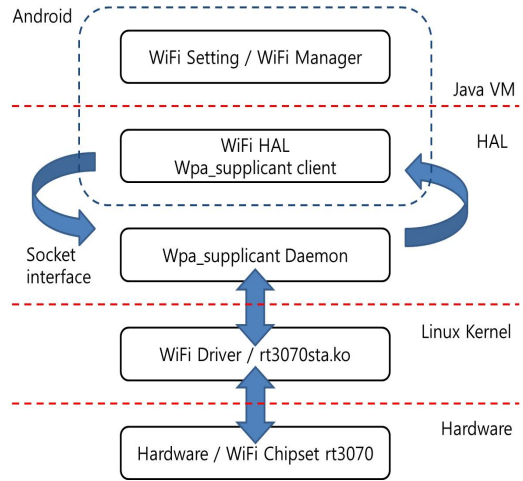 Android
WiFi Setting / WiFi Manager
Java VM
WiFi HAL
Wpa_supplicant client
HAL
Socket
interface
Wpa_supplicant Daemon
Linux Kernel
WiFi Driver / rt3070sta.ko
Hardware
Hardware / WiFi Chipset rt3070